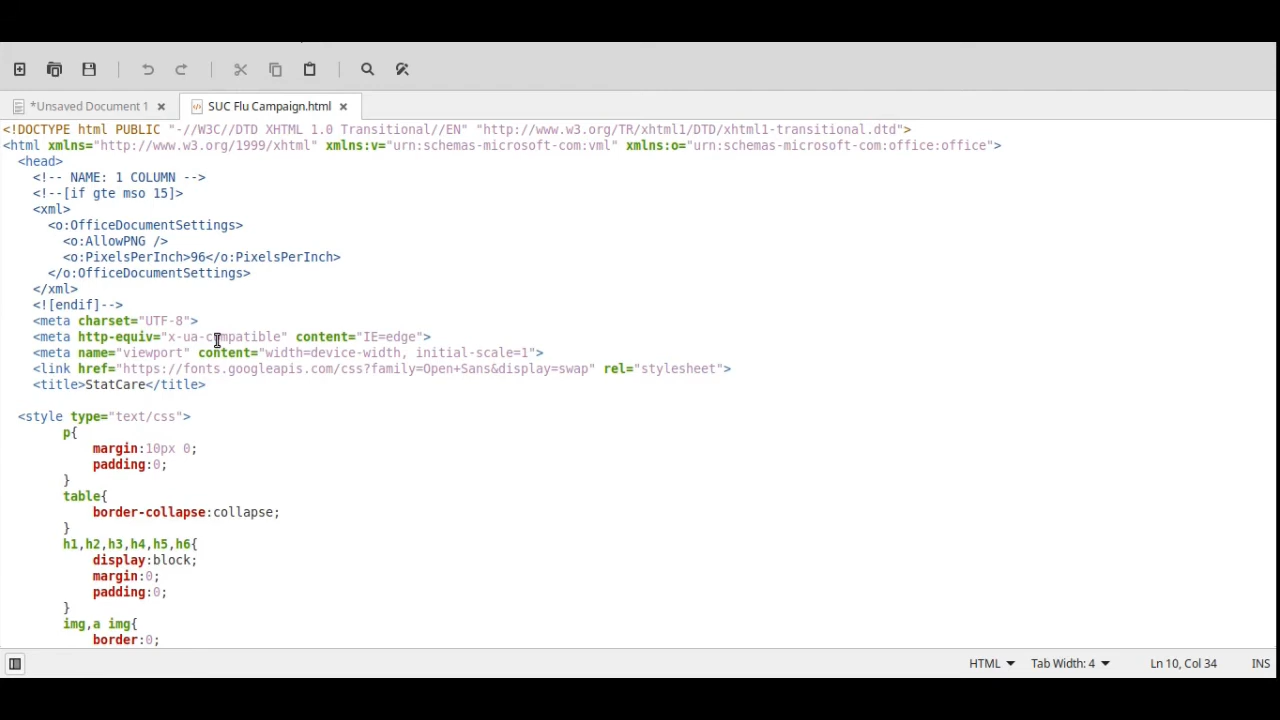 *Unsaved Document 1
SUC Flu Campaign.html
<!DOCTYPE html PUBLIC "-//W3C//DTD XHTML 1.0 Transitional//EN" "http://www.w3.org/TR/xhtml1/DTD/xhtml1-transitional.dtd">
<html xmlns="http://www.w3.org/1999/xhtml" xmlns:v="urn:schemas-microsoft-com:vml" xmlns:o="urn:schemas-microsoft-com:office:office">
<head>
<!-- NAME: 1 COLUMN -->
<!--[if gte mso 15]>
<xml>
<o:OfficeDocumentSettings>
<o:AllowPNG />
<o:PixelsPerInch>96</o:PixelsPerInch>
</o:OfficeDocumentSettings>
</xml>
<![endif]-->
<meta charset="UTF-8">
<meta http-equiv="x-ua-compatible" content="IE=edge">
<meta name="viewport" content="width=device-width, initial-scale=1">
<link href="https://fonts.googleapis.com/css?family=Open+Sans&display=swap" rel="stylesheet">
<title>StatCare</title>
<style type="text/css">
p{
margin:10px 0;
padding:0;
}
table{
border-collapse:collapse;
}
h1,h2,h3,h4,h5,h6{
display:block;
margin:0;
padding:0;
}
img,a img{
border:0;
HTML
Tab Width: 4
Ln 10, Col 34
INS